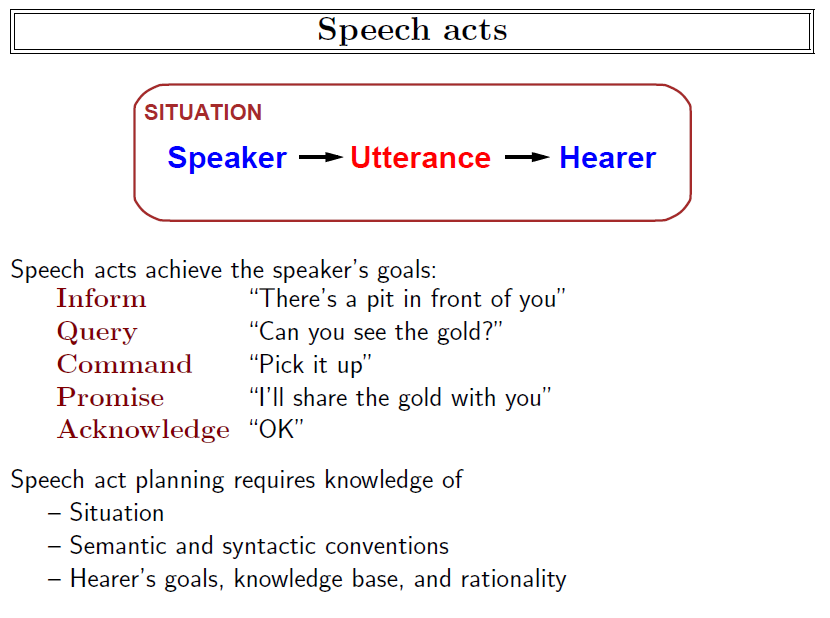 Speech acts
SITUATION
Speaker Utterance Hearer
Speech acts achieve the speaker’s goals:
Inform “There’s a pit in front of you”
Query “Can you see the gold?”
Command “Pick it up”
Promise “I’ll share the gold with you”
Acknowledge “OK”
Speech act planning requires knowledge of
– Situation
– Semantic and syntactic conventions
– Hearer’s goals, knowledge base, and rationality